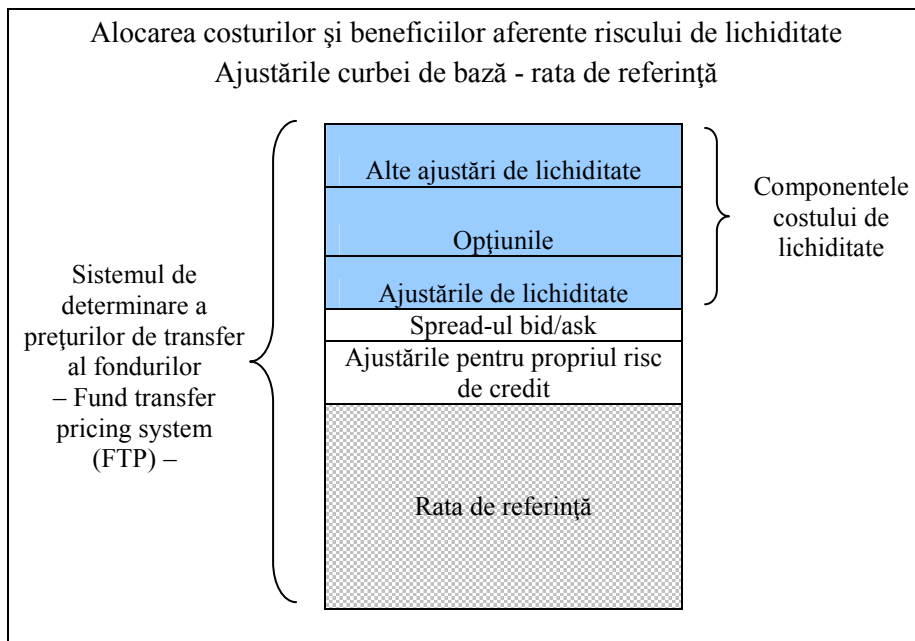 Alocarea costurilor şi beneficiilor aferente riscului de lichiditate
Ajustările curbei de bază - rata de referinţă
Sistemul de
determinare a
preţurilor de transfer
al fondurilor
– Fund transfer
pricing system
(FTP) –
Alte ajustări de lichiditate
Opţiunile
Ajustările de lichiditate
Spread-ul bid/ask
Ajustările pentru propriul risc
de credit
Rata de referinţă
Componentele
costului de
lichiditate